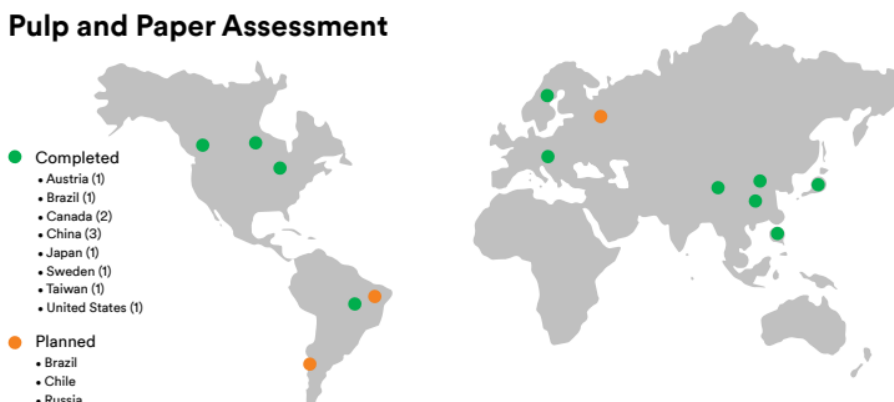 Pulp and Paper Assessment
Completed
• Austria (1)
• Brazil (1)
• Canada (2)
• China (3)
• Japan (1)
• Sweden (1)
• Taiwan (1)
• United States (1)
Planned
• Brazil
• Chile
• Russia